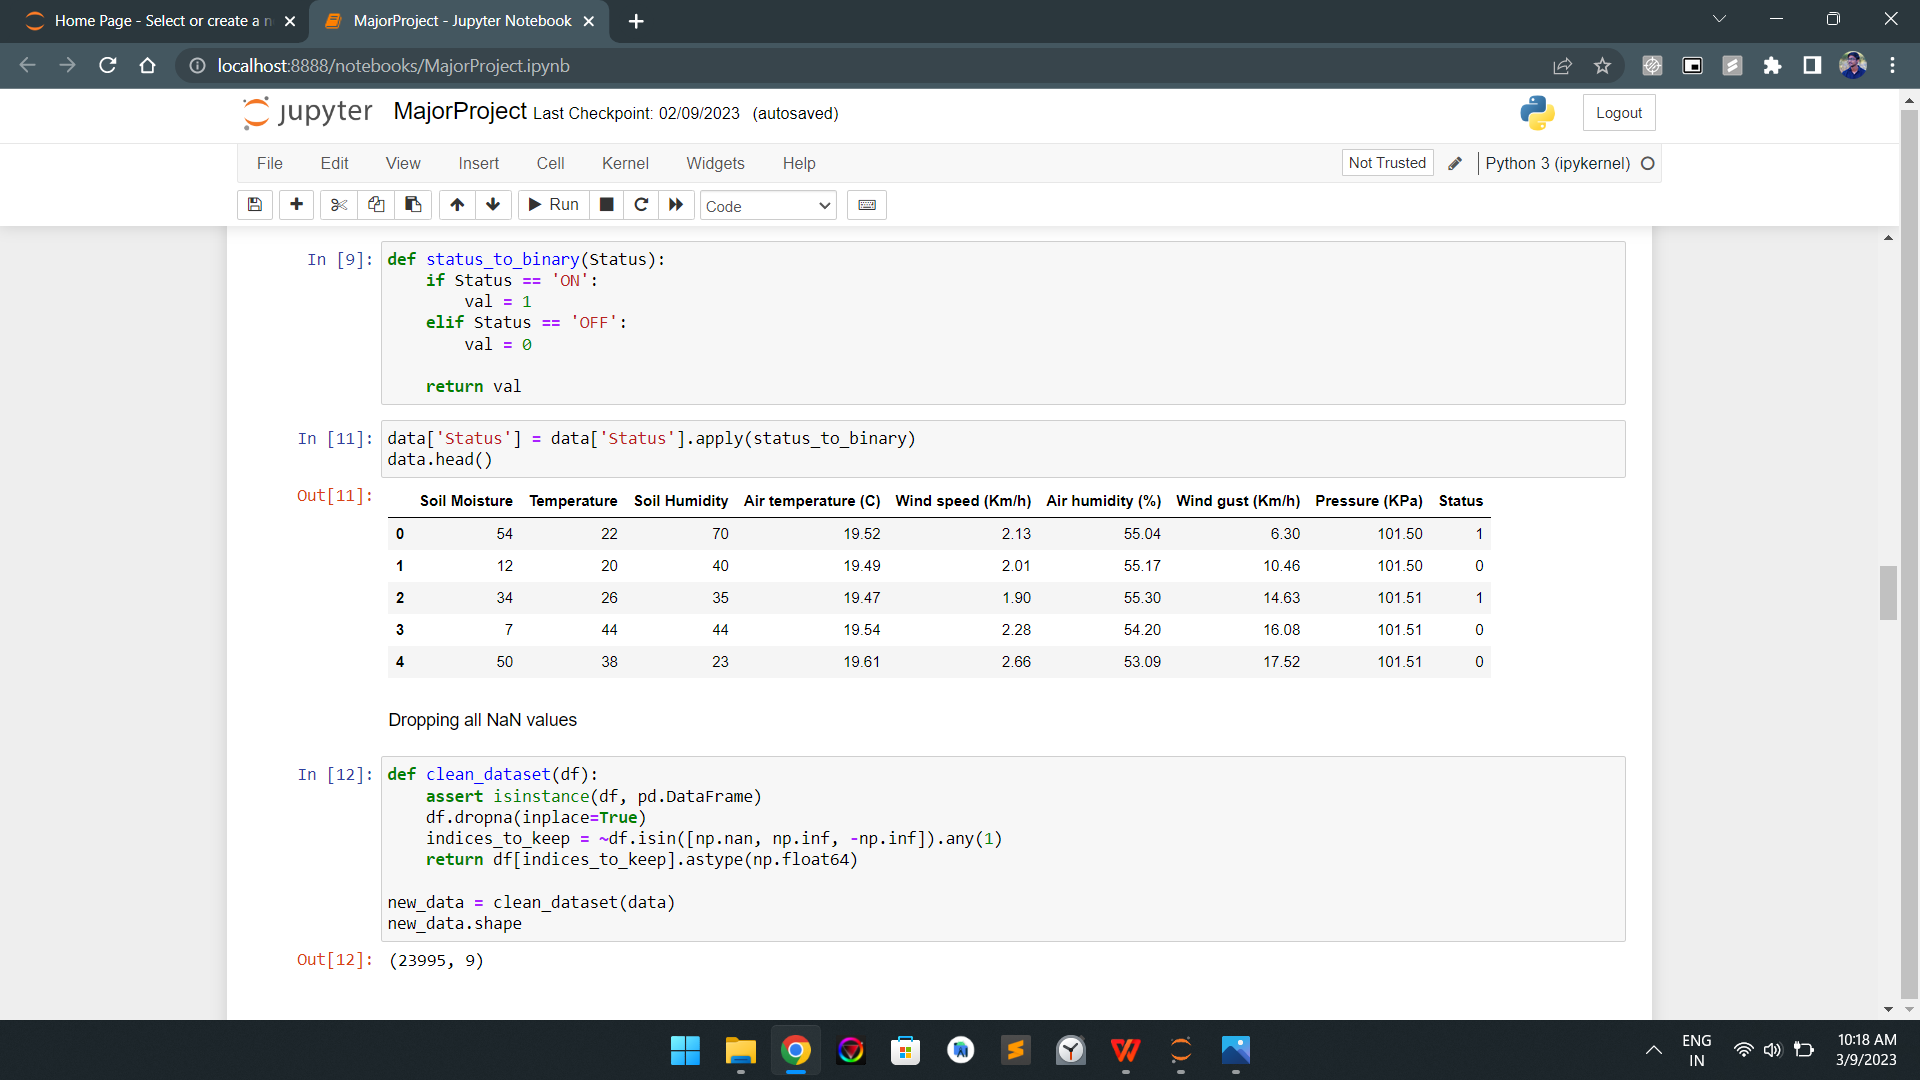 Home Page - Select or create a n
MajorProject - Jupyter Notebook
localhost:8888/notebooks/MajorProject.ipynb
jupyter MajorProject Last Checkpoint: 02/09/2023 (autosaved)
Logout
File Edit View Insert Cell Kernel Widgets Help
Not Trusted Python 3 (ipykernel)
Run Code
In [9]: def status_to_binary(Status):
    if Status == 'ON':
        val = 1
    elif Status == 'OFF':
        val = 0
    return val
In [11]: data['Status'] = data['Status'].apply(status_to_binary)
data.head()
Out[11]:
Soil Moisture Temperature Soil Humidity Air temperature (C) Wind speed (Km/h) Air humidity (%) Wind gust (Km/h) Pressure (KPa) Status
0 54 22 70 19.52 2.13 55.04 6.30 101.50 1
1 12 20 40 19.49 2.01 55.17 10.46 101.50 0
2 34 26 35 19.47 1.90 55.30 14.63 101.51 1
3 7 44 44 19.54 2.28 54.20 16.08 101.51 0
4 50 38 23 19.61 2.66 53.09 17.52 101.51 0
Dropping all NaN values
In [12]: def clean_dataset(df):
    assert isinstance(df, pd.DataFrame)
    df.dropna(inplace=True)
    indices_to_keep = ~df.isin([np.nan, np.inf, -np.inf]).any(1)
    return df[indices_to_keep].astype(np.float64)
new_data = clean_dataset(data)
new_data.shape
Out[12]: (23995, 9)
ENG
IN
10:18 AM
3/9/2023